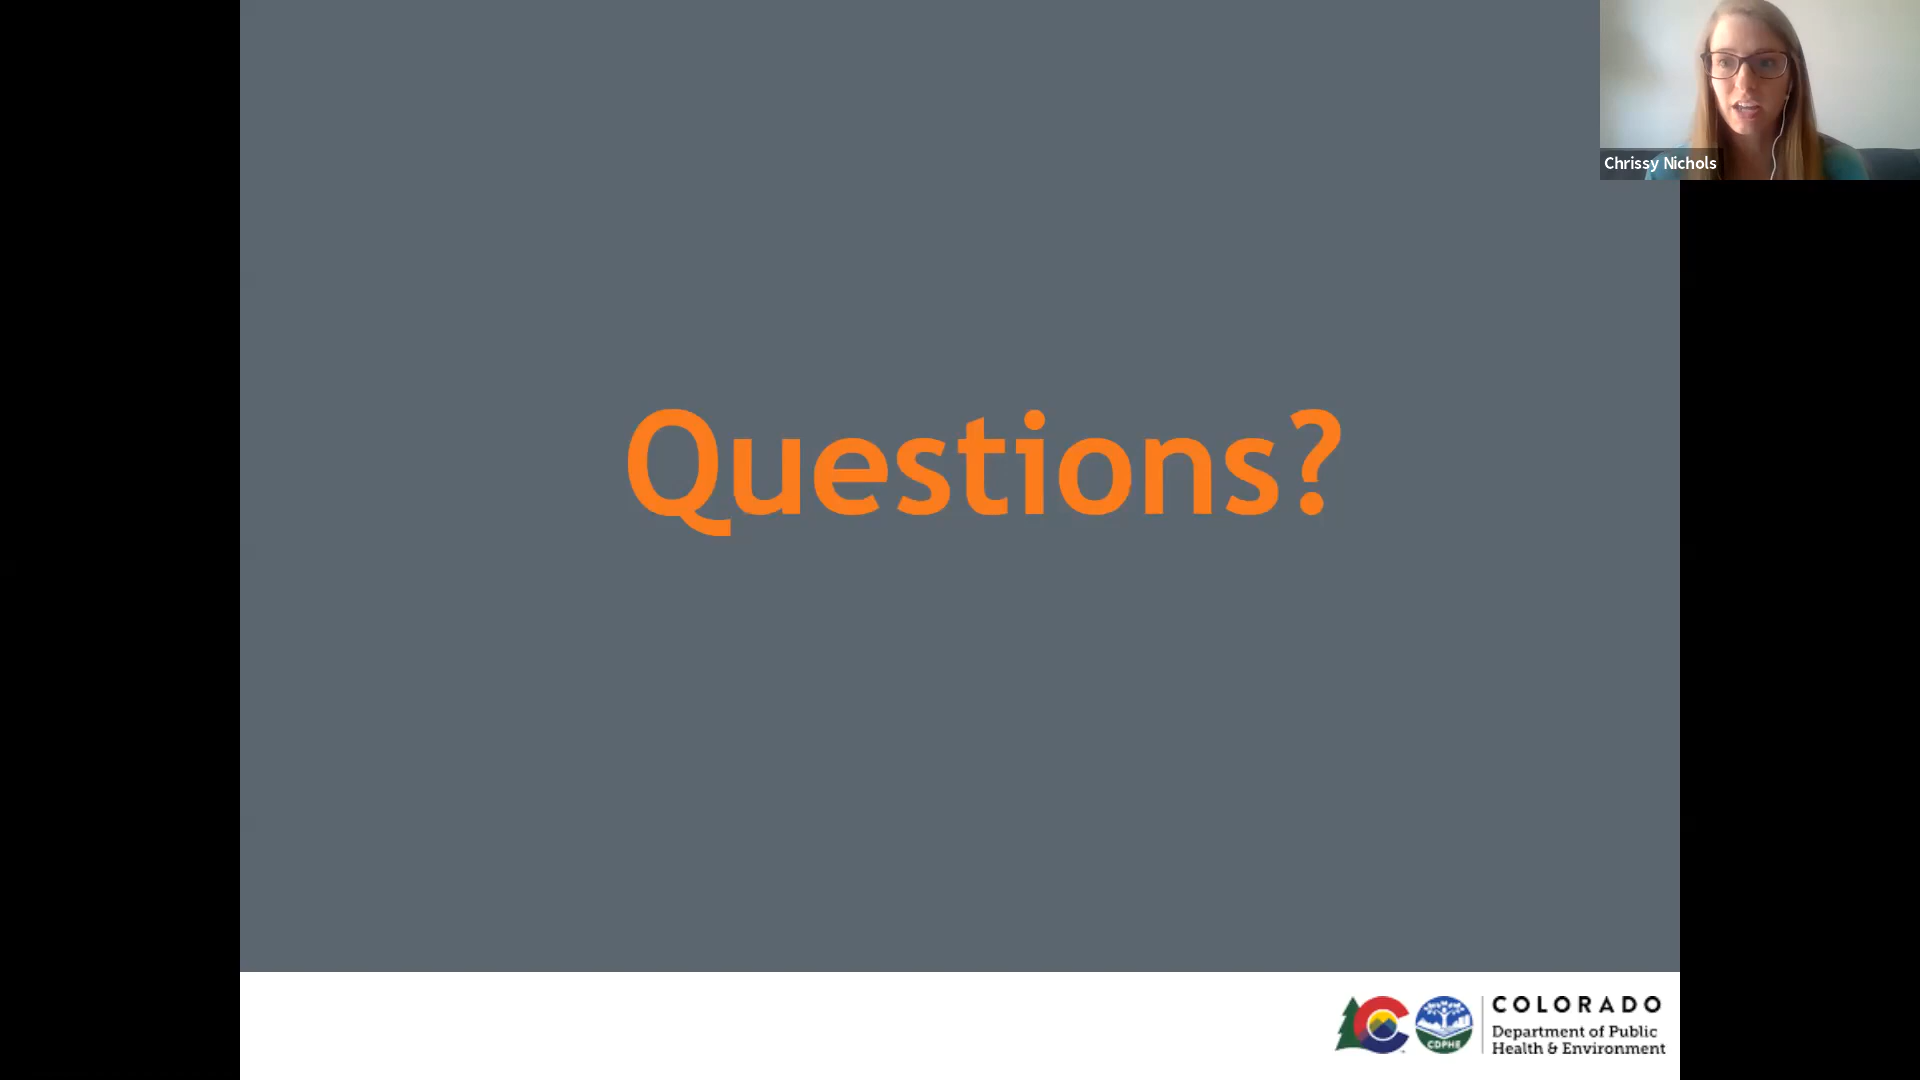 Chrissy Nichols
Questions?
CDPHE
COLORADO
Department of Public
Health & Environment